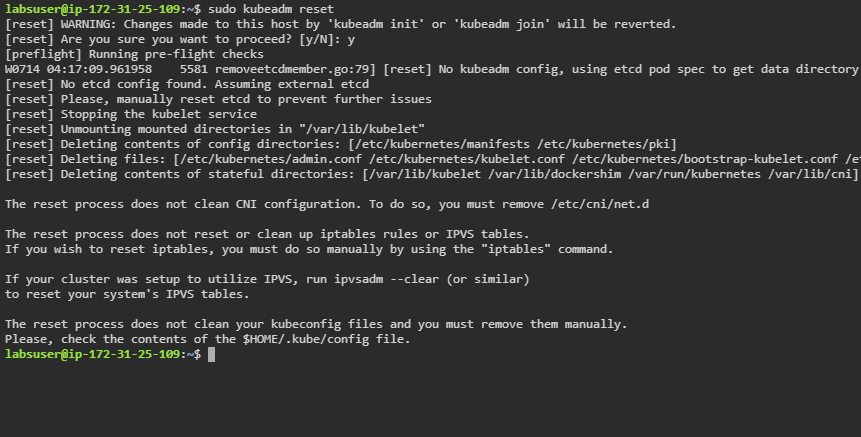 labsuser@ip-172-31-25-109:~$ sudo kubeadm reset
[reset] WARNING: Changes made to this host by 'kubeadm init' or 'kubeadm join' will be reverted.
[reset] Are you sure you want to proceed? [y/N]: y
[preflight] Running pre-flight checks
W0714 04:17:09.961958    5581 removeetcdmember.go:79] [reset] No kubeadm config, using etcd pod spec to get data directory
[reset] No etcd config found. Assuming external etcd
[reset] Please, manually reset etcd to prevent further issues
[reset] Stopping the kubelet service
[reset] Unmounting mounted directories in "/var/lib/kubelet"
[reset] Deleting contents of config directories: [/etc/kubernetes/manifests /etc/kubernetes/pki]
[reset] Deleting files: [/etc/kubernetes/admin.conf /etc/kubernetes/kubelet.conf /etc/kubernetes/bootstrap-kubelet.conf /et
[reset] Deleting contents of stateful directories: [/var/lib/kubelet /var/lib/dockershim /var/run/kubernetes /var/lib/cni]
The reset process does not clean CNI configuration. To do so, you must remove /etc/cni/net.d
The reset process does not reset or clean up iptables rules or IPVS tables.
If you wish to reset iptables, you must do so manually by using the "iptables" command.
If your cluster was setup to utilize IPVS, run ipvsadm --clear (or similar)
to reset your system's IPVS tables.
The reset process does not clean your kubeconfig files and you must remove them manually.
Please, check the contents of the $HOME/.kube/config file.
labsuser@ip-172-31-25-109:~$